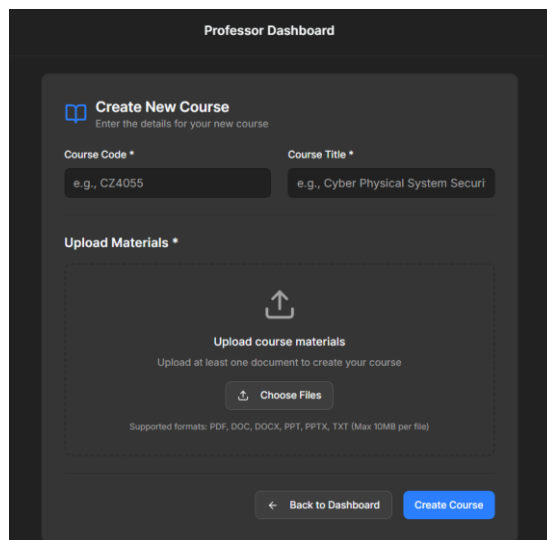 Professor Dashboard
Create New Course
Enter the details for your new course
Course Code *
Course Title *
e.g., CZ4055
e.g., Cyber Physical System Securi
Upload Materials *
Upload course materials
Upload at least one document to create your course
Choose Files
Supported formats: PDF, DOC, DOCX, PPT, PPTX, TXT (Max 10MB per file)
← Back to Dashboard
Create Course